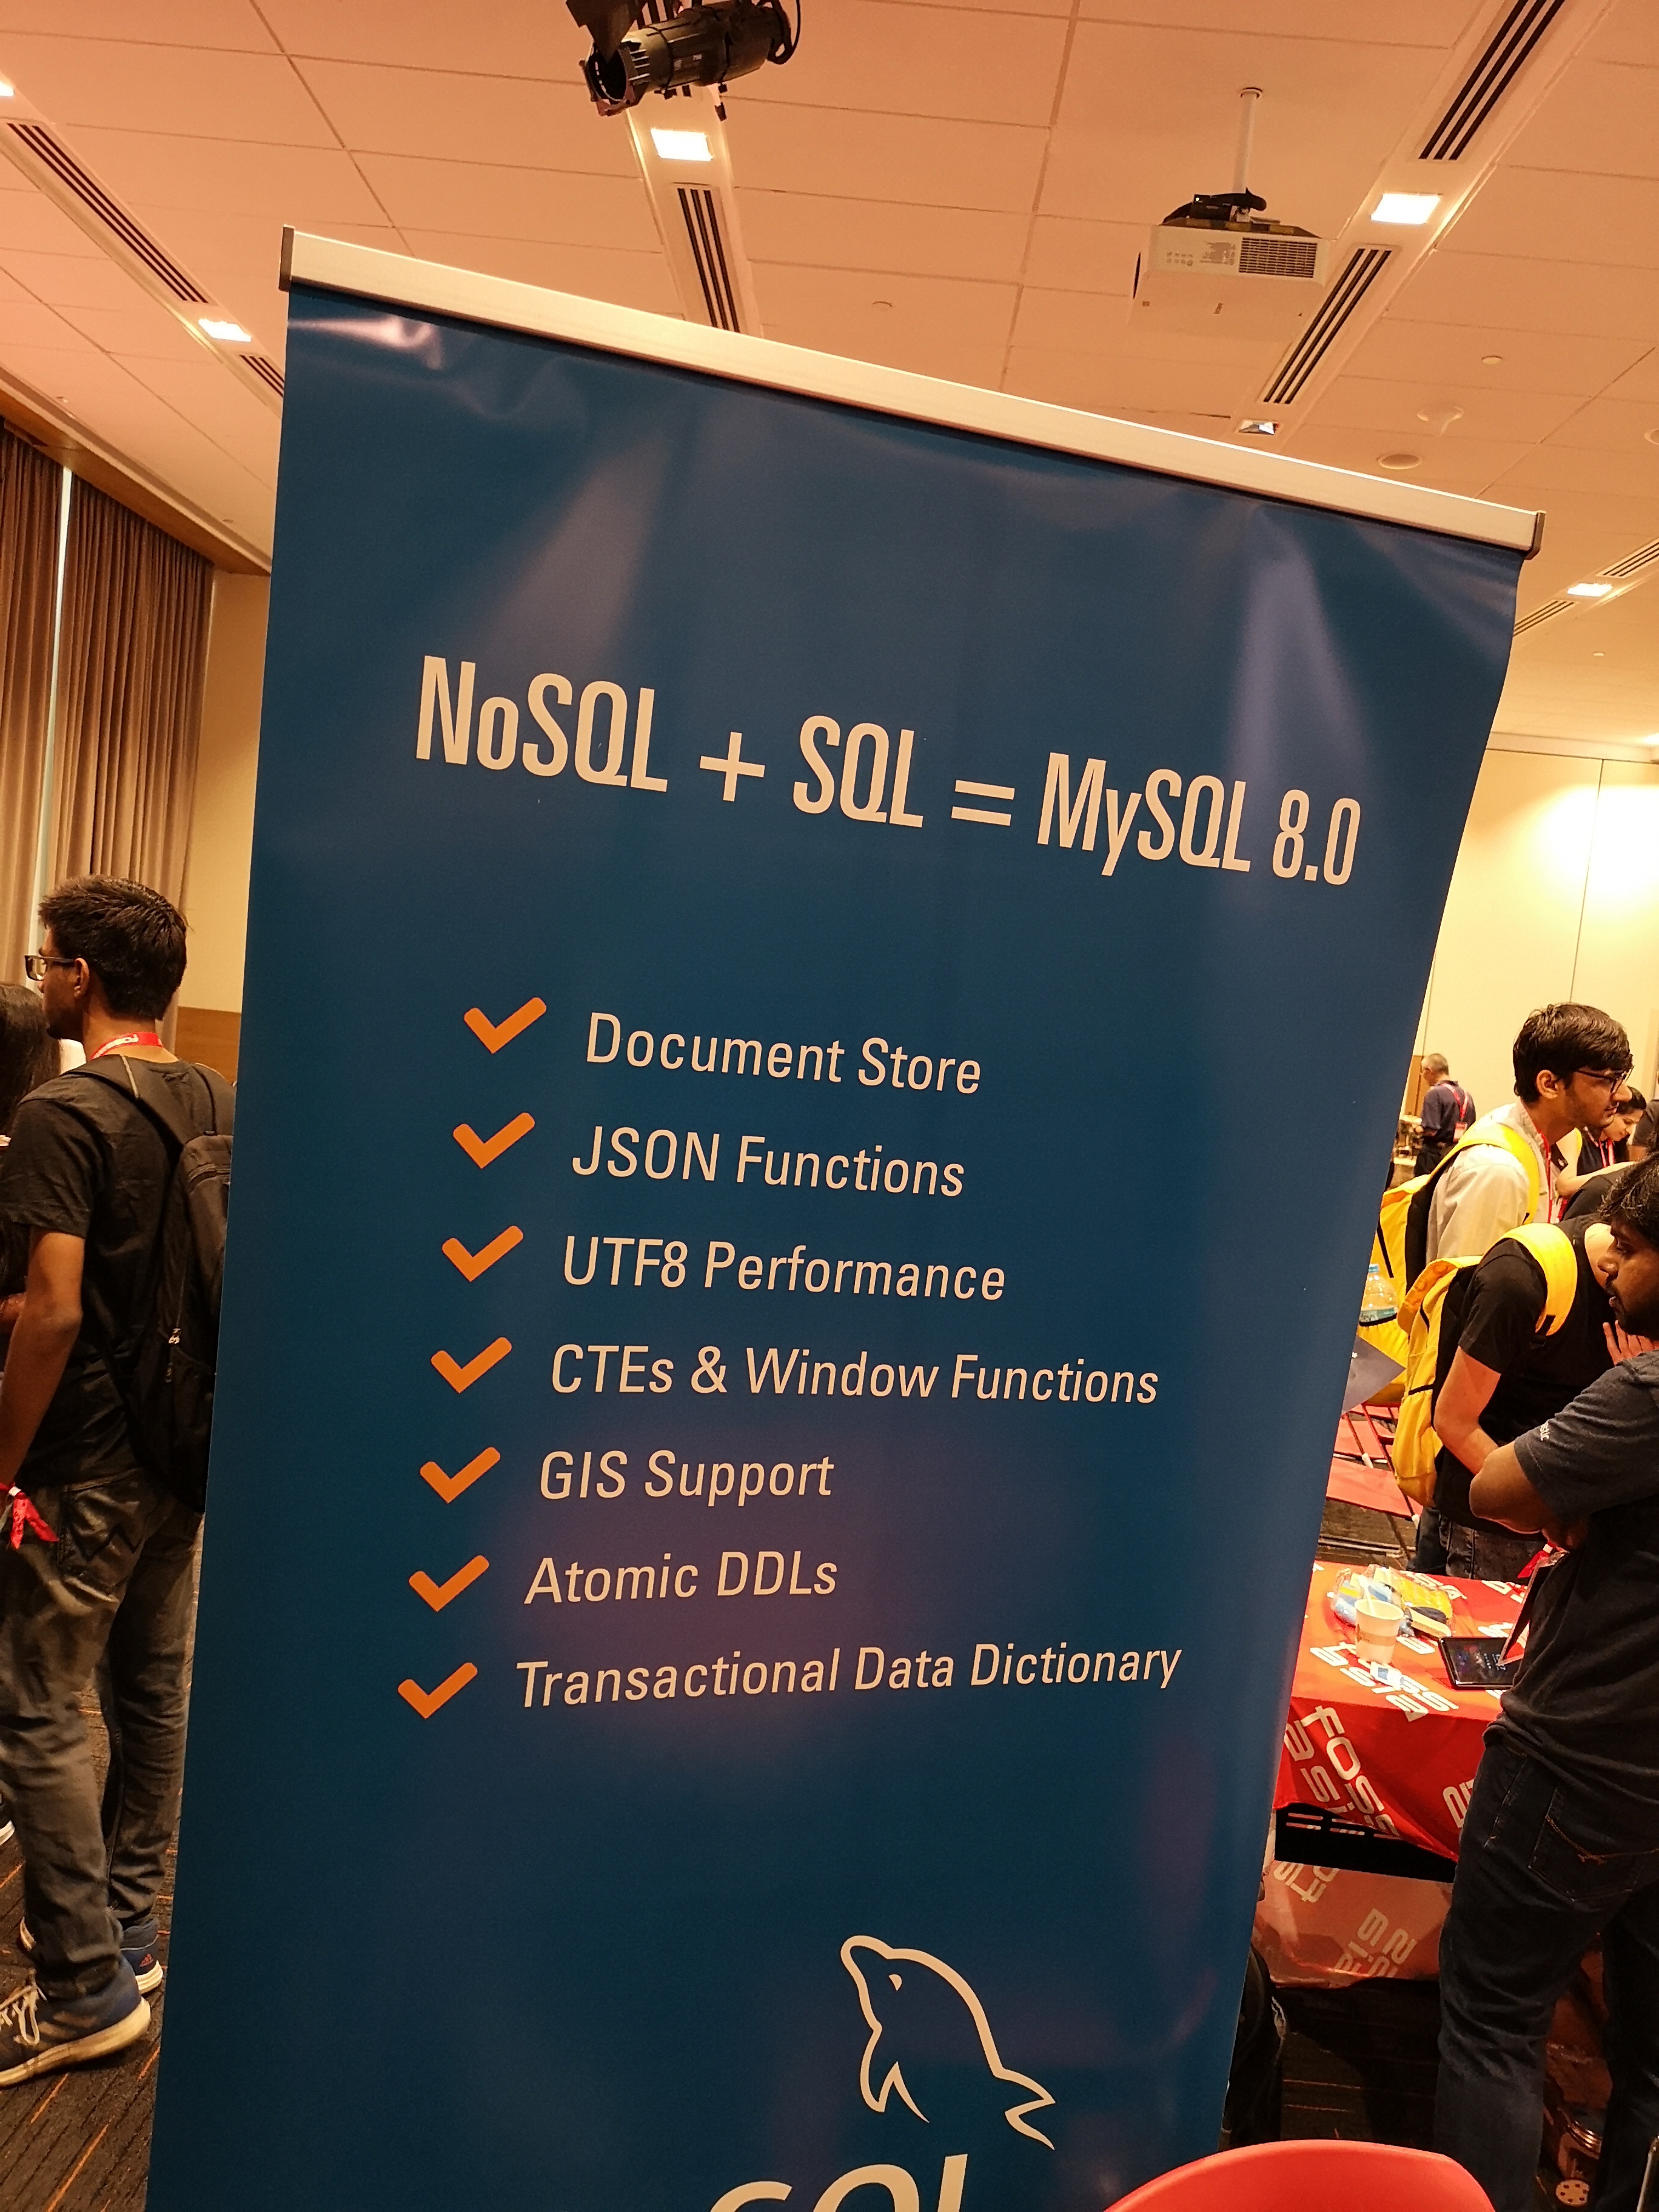 NoSQL + SQL = MySQL 8.0
Document Store
JSON Functions
UTF8 Performance
CTEs & Window Functions
GIS Support
Atomic DDLs
Transactional Data Dictionary
SQL